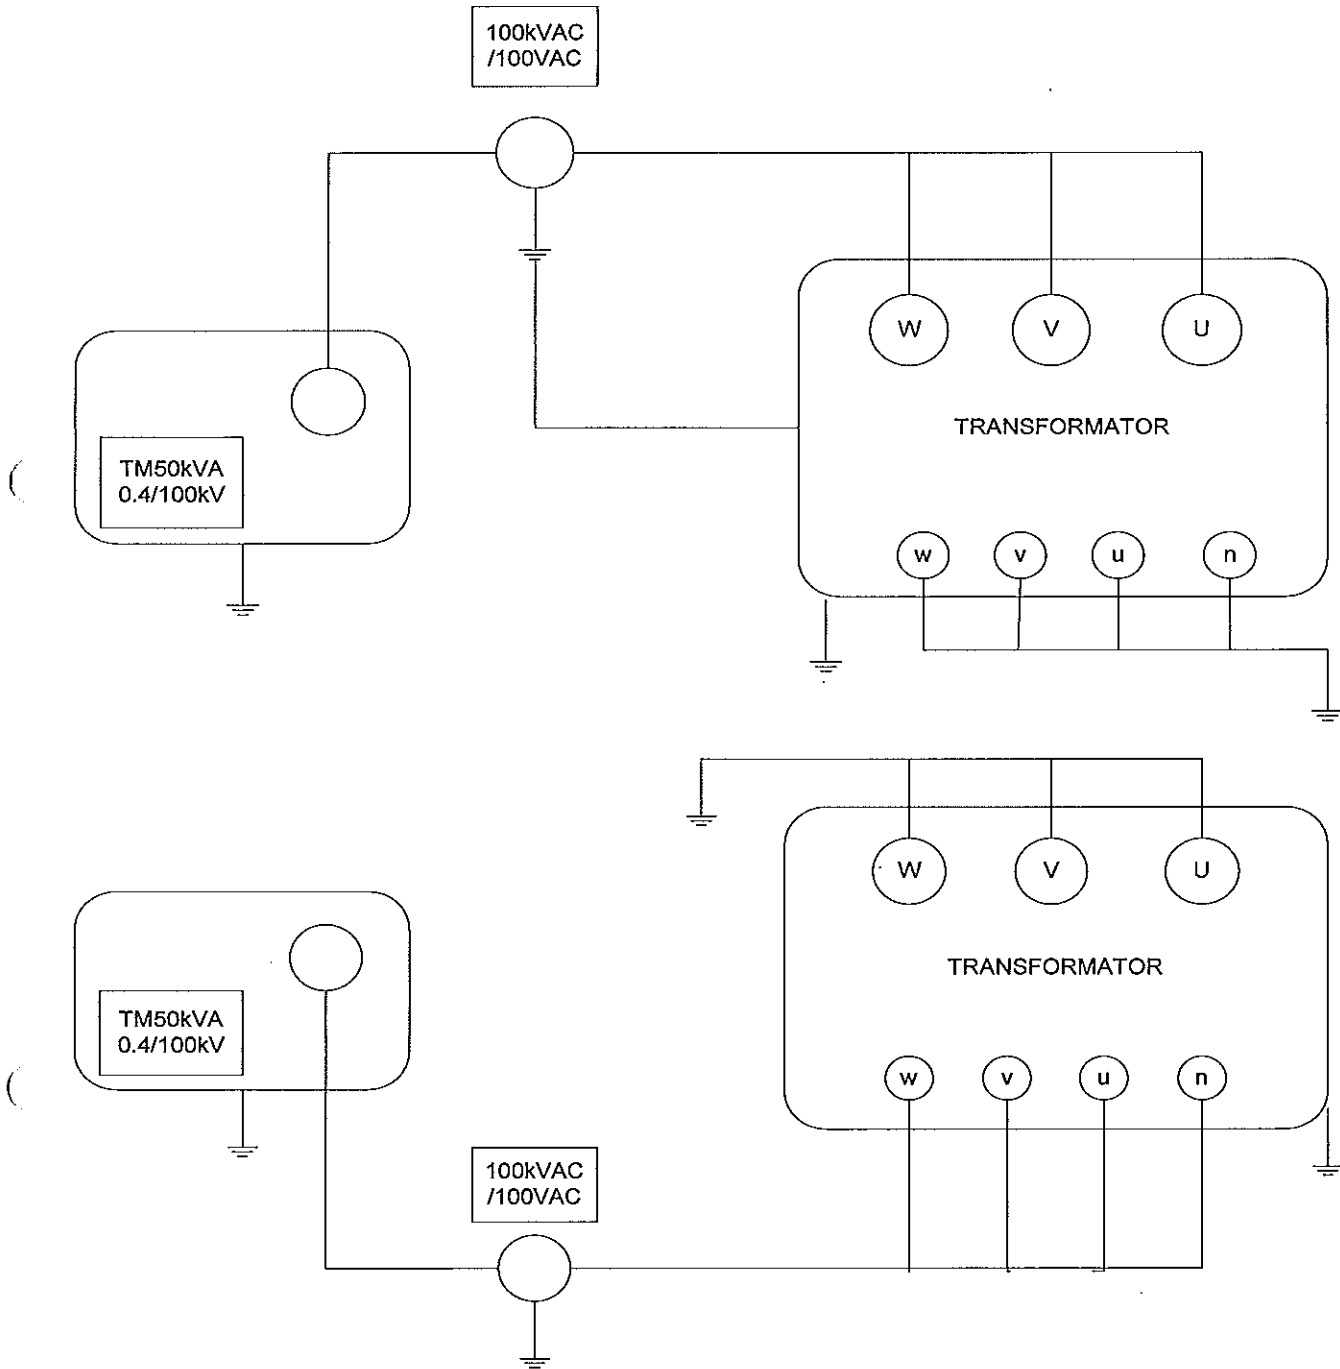 100kVAC
/100VAC
W
V
U
TRANSFORMATOR
TM50kVA
0.4/100kV
w
v
u
n
W
V
U
TRANSFORMATOR
TM50kVA
0.4/100kV
w
v
u
n
100kVAC
/100VAC